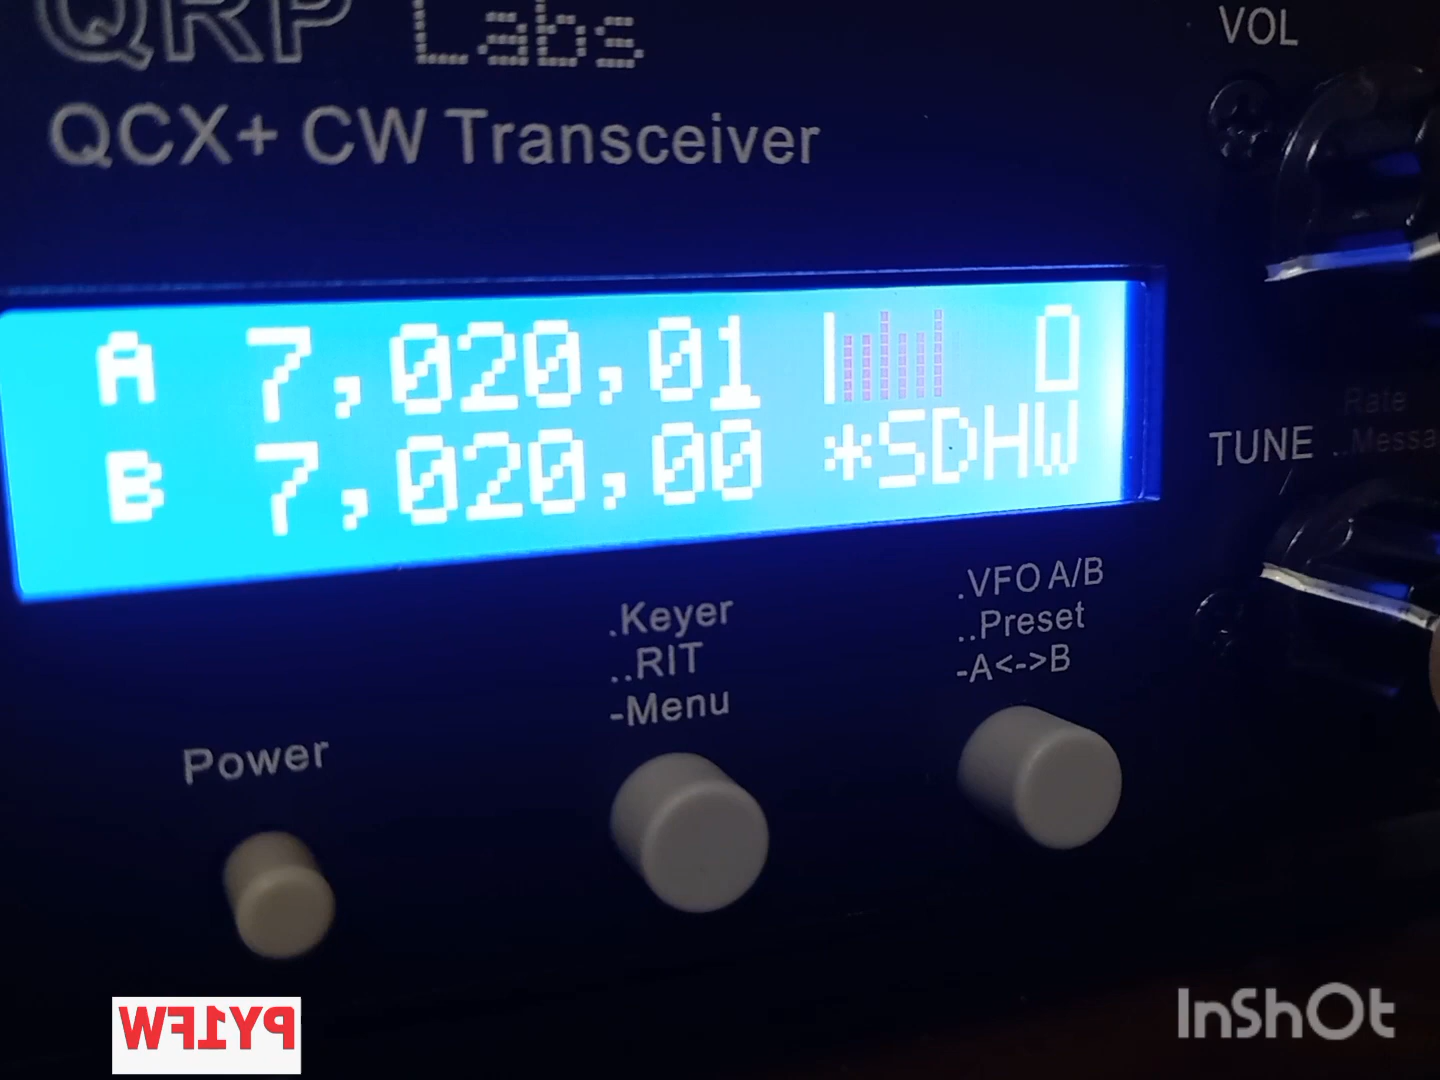 QRP Labs
QCX+ CW Transceiver
VOL
A 7,020,01 0
B 7,020,00 *SDHW
TUNE
Rate
.VFO A/B
..Preset
-A<->B
.Keyer
..RIT
-Menu
Power
PY1FW
InShOt